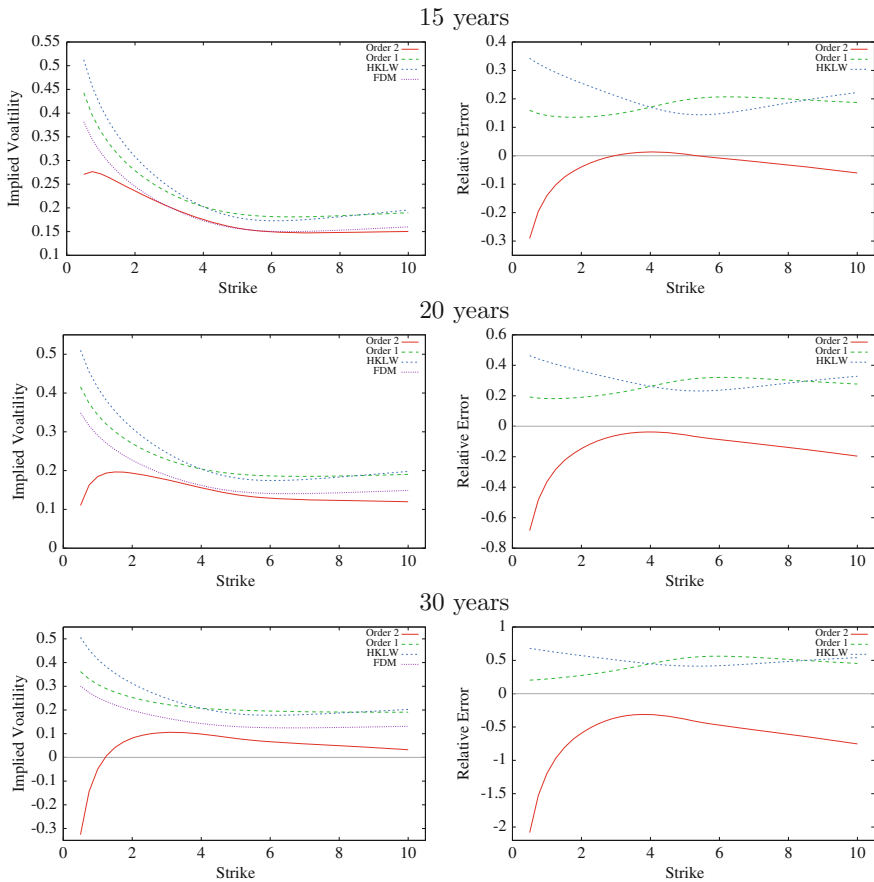 15 years
0.55
0.5
0.45
0.4
0.35
0.3
0.25
0.2
0.15
0.1
0 2 4 6 8 10
Implied Voaltility
Strike
Order 2
Order 1
HKLW
FDM
0.4
0.3
0.2
0.1
0
-0.1
-0.2
-0.3
0 2 4 6 8 10
Relative Error
Strike
Order 2
Order 1
HKLW
20 years
0.5
0.4
0.3
0.2
0.1
0
0 2 4 6 8 10
Implied Voaltility
Strike
Order 2
Order 1
HKLW
FDM
0.6
0.4
0.2
0
-0.2
-0.4
-0.6
-0.8
0 2 4 6 8 10
Relative Error
Strike
Order 2
Order 1
HKLW
30 years
0.5
0.4
0.3
0.2
0.1
0
-0.1
-0.1
-0.3
0 2 4 6 8 10
Implied Voaltility
Strike
Order 2
Order 1
HKLW
FDM
1
0.5
0
-0.5
-1
-1.5
-2
0 2 4 6 8 10
Relative Error
Strike
Order 2
Order 1
HKLW